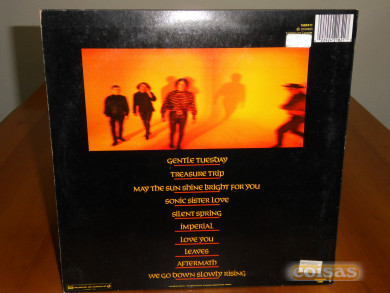 GENTLE TUESDAY
TREASURE TRIP
MAY THE SUN SHINE BRIGHT FOR YOU
SONIC SISTER LOVE
SILENT SPRING
IMPERIAL
LOVE YOU
LEAVES
AFTERMATH
WE GO DOWN SLOWLY RISING
coisas